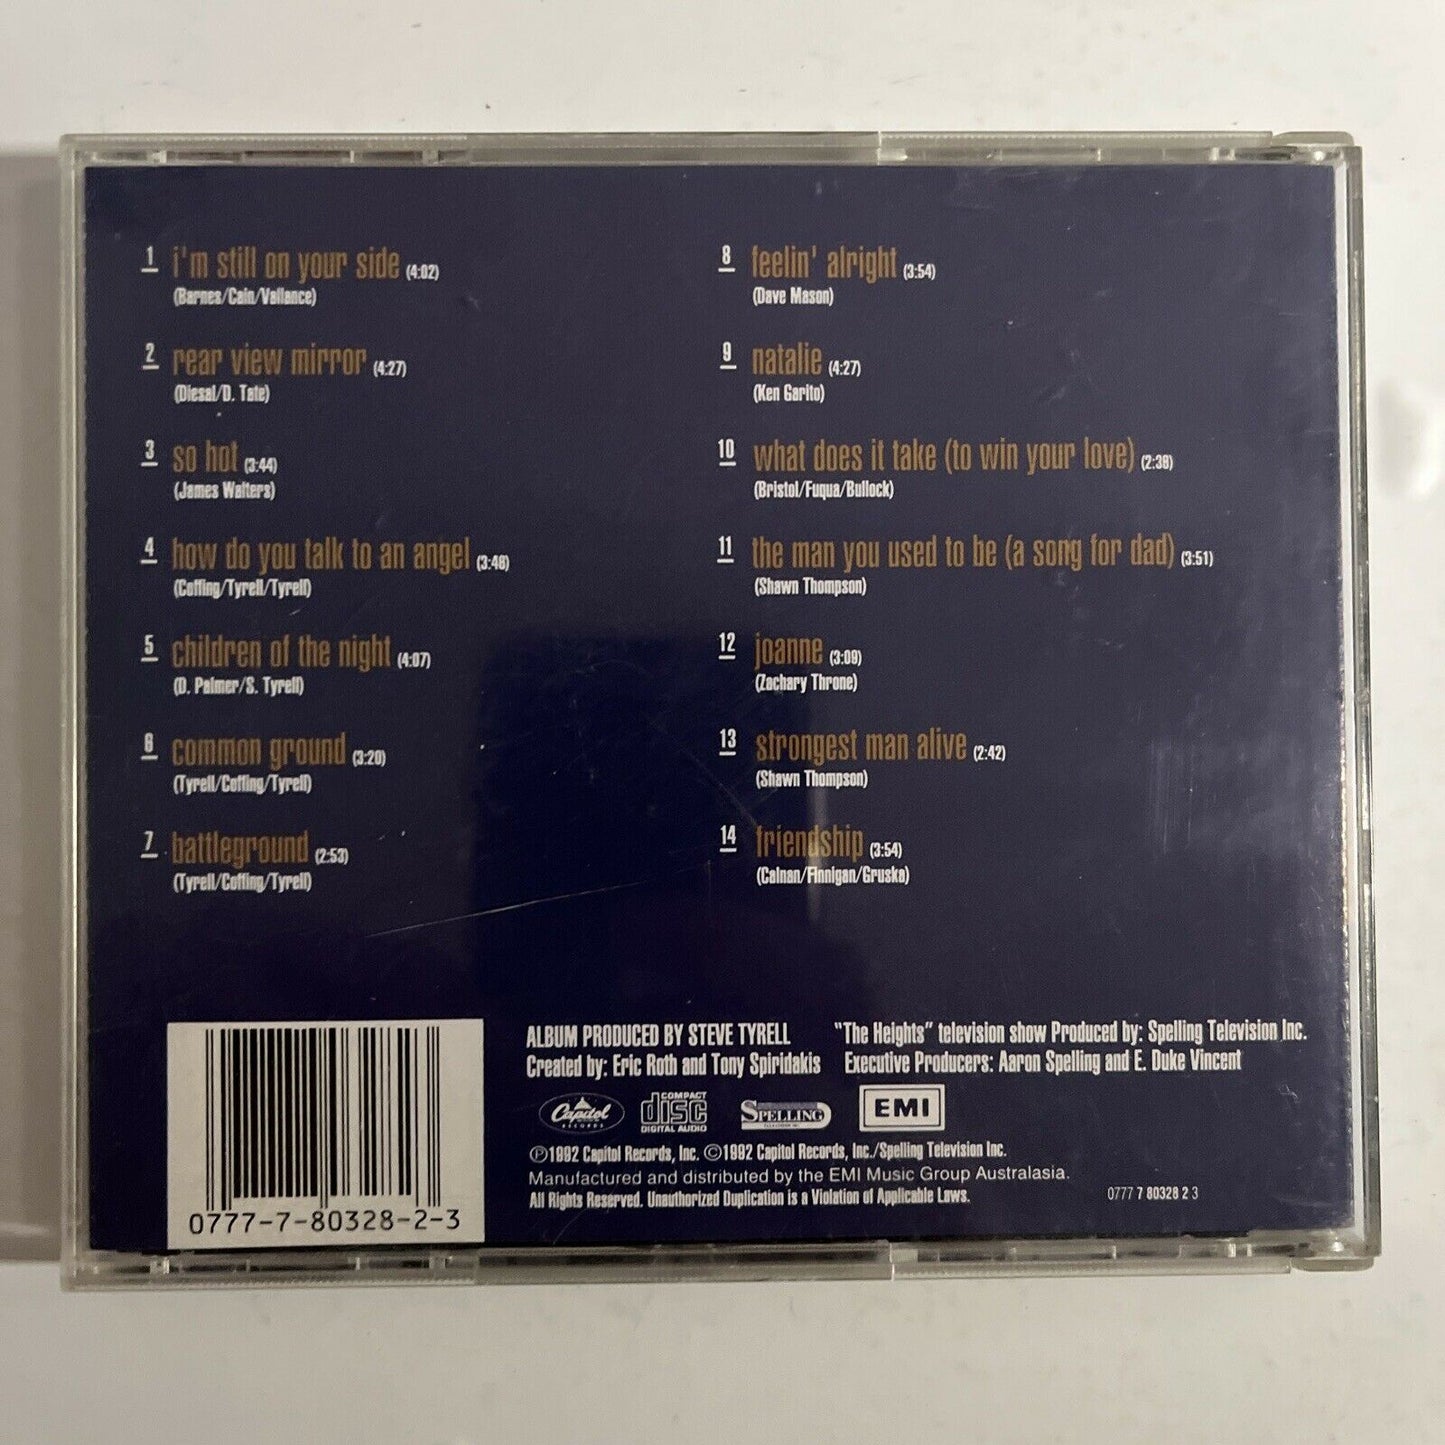 1 i'm still on your side (4:02)
(Barnes/Cain/Vallance)
2 rear view mirror (4:27)
(Diesal/D. Tate)
3 so hot (3:44)
(James Walters)
4 how do you talk to an angel (3:48)
(Coffing/Tyrell/Tyrell)
5 children of the night (4:07)
(D. Palmer/S. Tyrell)
6 common ground (3:20)
(Tyrell/Coffing/Tyrell)
7 battleground (2:53)
(Tyrell/Coffing/Tyrell)
8 feelin' alright (3:54)
(Dave Mason)
9 natalie (4:27)
(Ken Garito)
10 what does it take (to win your love) (2:38)
(Bristol/Fuqua/Bullock)
11 the man you used to be (a song for dad) (3:51)
(Shawn Thompson)
12 joanne (3:09)
(Zachary Throne)
13 strongest man alive (2:42)
(Shawn Thompson)
14 friendship (3:54)
(Calnan/Finnigan/Gruska)
0777-7-80328-2-3
ALBUM PRODUCED BY STEVE TYRELL
Created by: Eric Roth and Tony Spiridakis
"The Heights" television show Produced by: Spelling Television Inc.
Executive Producers: Aaron Spelling and E. Duke Vincent
Capitol RECORDS
COMPACT disc DIGITAL AUDIO
SPELLING TELEVISION INC
EMI
℗1992 Capitol Records, Inc. ©1992 Capitol Records, Inc./Spelling Television Inc.
Manufactured and distributed by the EMI Music Group Australasia.
All Rights Reserved. Unauthorized Duplication is a Violation of Applicable Laws.
0777 7 80328 2 3